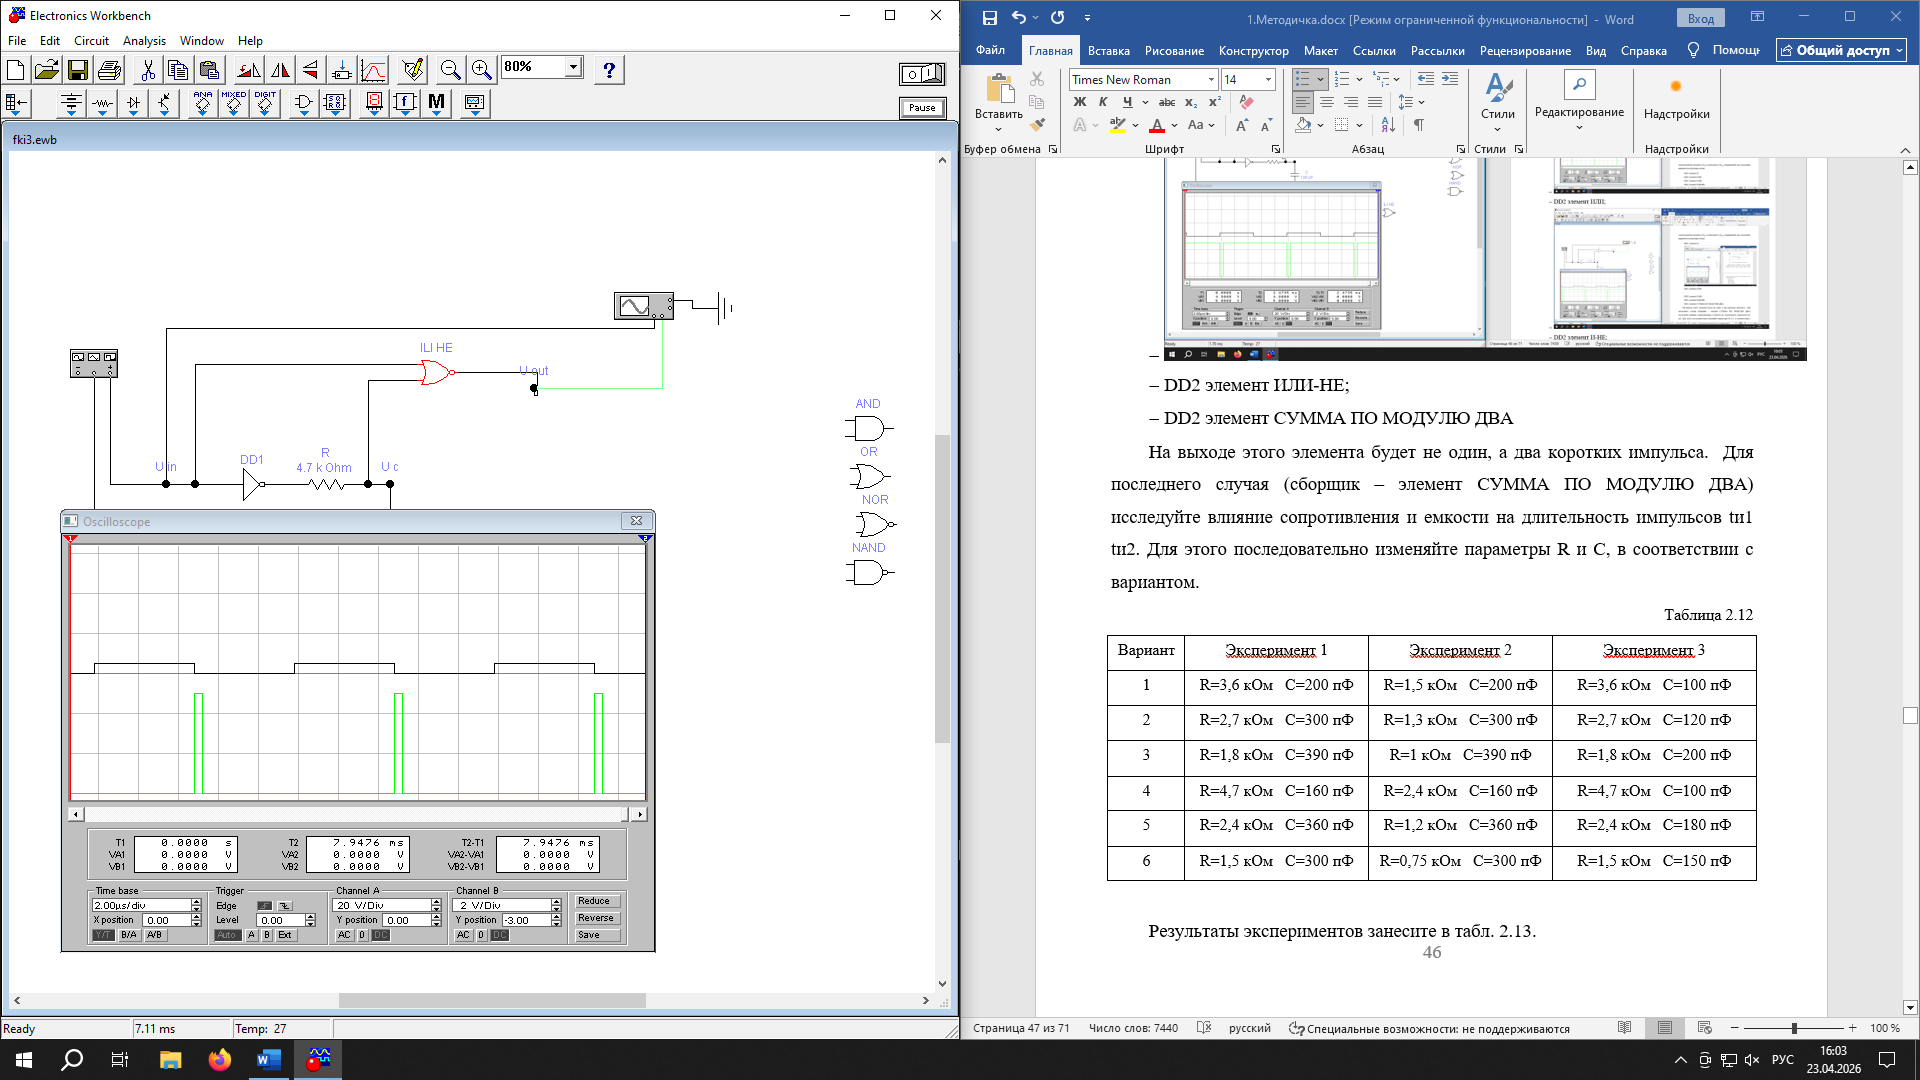 Electronics Workbench
File Edit Circuit Analysis Window Help
80%
ANA MIXED DIGIT
Pause
fki3.ewb
ILI HE
U out
AND
OR
NOR
NAND
U in
DD1
R
4.7 k Ohm
U c
Oscilloscope
1
2
T1 0.0000 s
VA1 0.0000 V
VB1 0.0000 V
T2 7.9476 ms
VA2 0.0000 V
VB2 0.0000 V
T2-T1 7.9476 ms
VA2-VA1 0.0000 V
VB2-VB1 0.0000 V
Time base
2.00µs/div
X position 0.00
Y/T B/A A/B
Trigger
Edge
Level 0.00
Auto A B Ext
Channel A
20 V/Div
Y position 0.00
AC 0 DC
Channel B
2 V/Div
Y position -3.00
AC 0 DC
Reduce
Reverse
Save
Ready 7.11 ms Temp: 27
1.Методичка.docx [Режим ограниченной функциональности] - Word
Вход
Файл Главная Вставка Рисование Конструктор Макет Ссылки Рассылки Рецензирование Вид Справка Помощь Общий доступ
Вставить
Буфер обмена
Times New Roman 14
Ж К Ч abc x₂ x²
Aa
Шрифт
Абзац
Стили
Стили
Редактирование
Надстройки
Надстройки
– DD2 элемент ИЛИ;
– DD2 элемент И-НЕ;
–
– DD2 элемент ИЛИ-НЕ;
– DD2 элемент СУММА ПО МОДУЛЮ ДВА
На выходе этого элемента будет не один, а два коротких импульса. Для
последнего случая (сборщик – элемент СУММА ПО МОДУЛЮ ДВА)
исследуйте влияние сопротивления и емкости на длительность импульсов tи1
tи2. Для этого последовательно изменяйте параметры R и C, в соответствии с
вариантом.
Таблица 2.12
Вариант Эксперимент 1 Эксперимент 2 Эксперимент 3
1 R=3,6 кОм C=200 пФ R=1,5 кОм C=200 пФ R=3,6 кОм C=100 пФ
2 R=2,7 кОм C=300 пФ R=1,3 кОм C=300 пФ R=2,7 кОм C=120 пФ
3 R=1,8 кОм C=390 пФ R=1 кОм C=390 пФ R=1,8 кОм C=200 пФ
4 R=4,7 кОм C=160 пФ R=2,4 кОм C=160 пФ R=4,7 кОм C=100 пФ
5 R=2,4 кОм C=360 пФ R=1,2 кОм C=360 пФ R=2,4 кОм C=180 пФ
6 R=1,5 кОм C=300 пФ R=0,75 кОм C=300 пФ R=1,5 кОм C=150 пФ
Результаты экспериментов занесите в табл. 2.13.
46
Страница 47 из 71 Число слов: 7440 русский Специальные возможности: не поддерживаются 100 %
РУС
16:03
23.04.2026